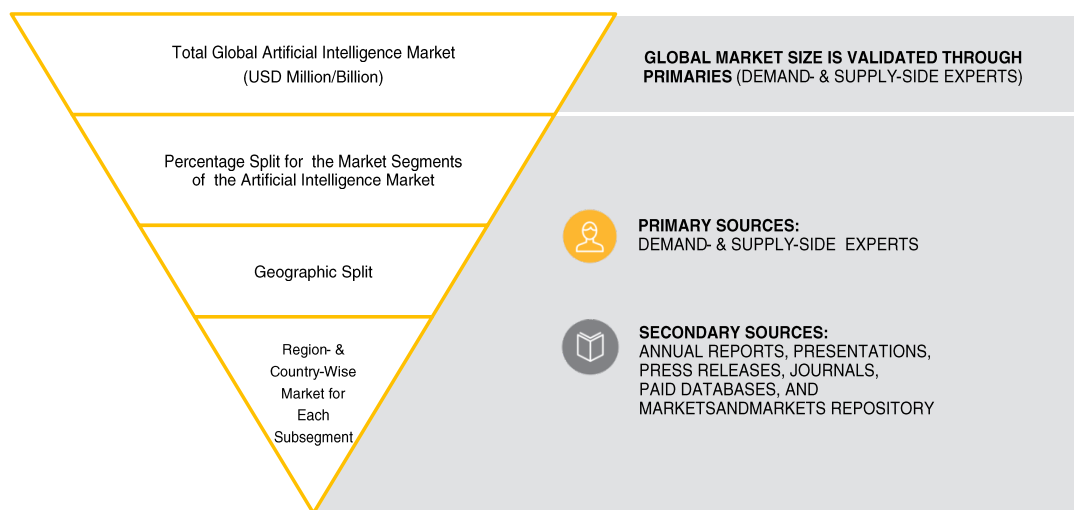 Total Global Artificial Intelligence Market
(USD Million/Billion)
GLOBAL MARKET SIZE IS VALIDATED THROUGH
PRIMARIES (DEMAND- & SUPPLY-SIDE EXPERTS)
Percentage Split for the Market Segments
of the Artificial Intelligence Market
Geographic Split
Region- &
Country-Wise
Market for
Each
Subsegment
PRIMARY SOURCES:
DEMAND- & SUPPLY-SIDE EXPERTS
SECONDARY SOURCES:
ANNUAL REPORTS, PRESENTATIONS,
PRESS RELEASES, JOURNALS,
PAID DATABASES, AND
MARKETSANDMARKETS REPOSITORY